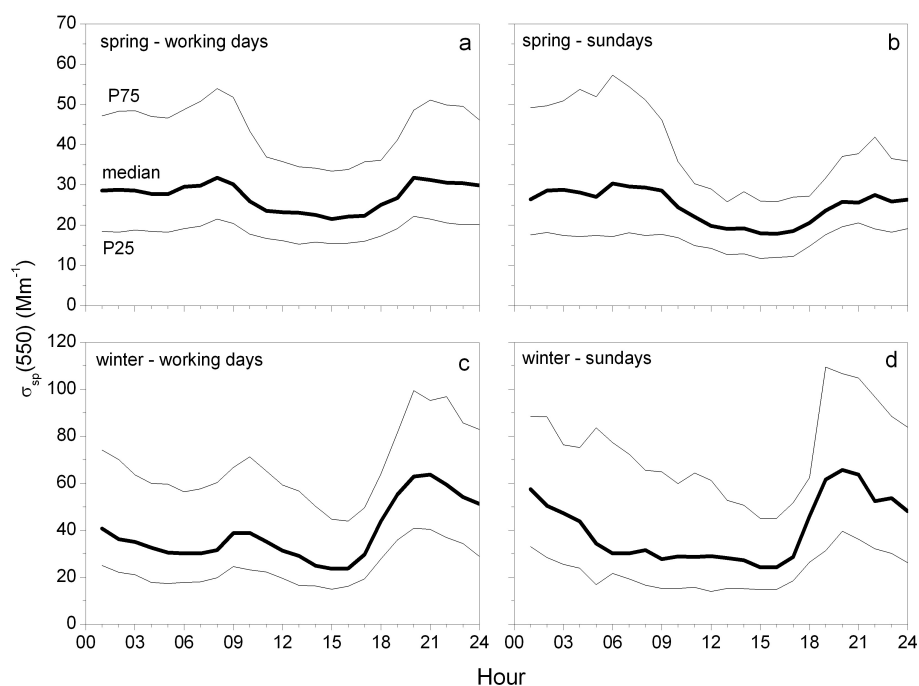 70
60
50
40
30
20
10
0
spring - working days
a
P75
median
P25
spring - sundays
b
σsp(550) (Mm-1)
120
100
80
60
40
20
0
winter - working days
c
winter - sundays
d
00 03 06 09 12 15 18 21 24
00 03 06 09 12 15 18 21 24
Hour